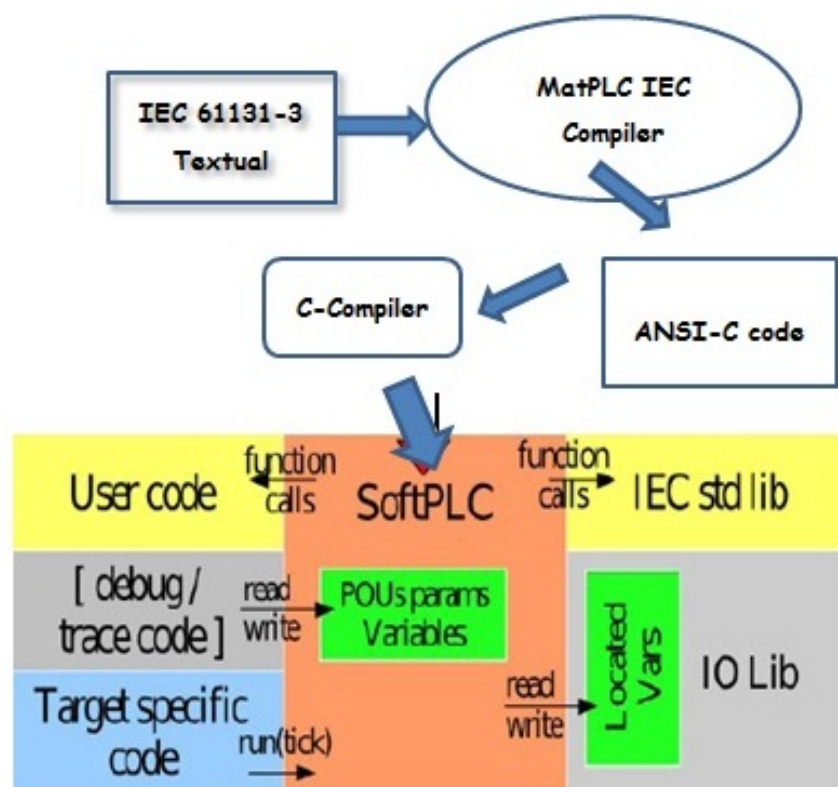 IEC 61131-3
Textual
MatPLC IEC
Compiler
C-Compiler
ANSI-C code
User code
function
calls
SoftPLC
function
calls
IEC std lib
[ debug /
trace code ]
read
write
POUs params
Variables
Located
Vars
IO Lib
read
write
Target specific
code
run(tick)